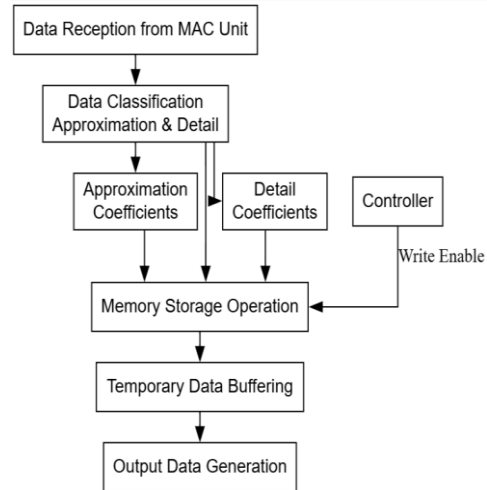 Data Reception from MAC Unit
Data Classification
Approximation & Detail
Approximation
Coefficients
Detail
Coefficients
Controller
Write Enable
Memory Storage Operation
Temporary Data Buffering
Output Data Generation